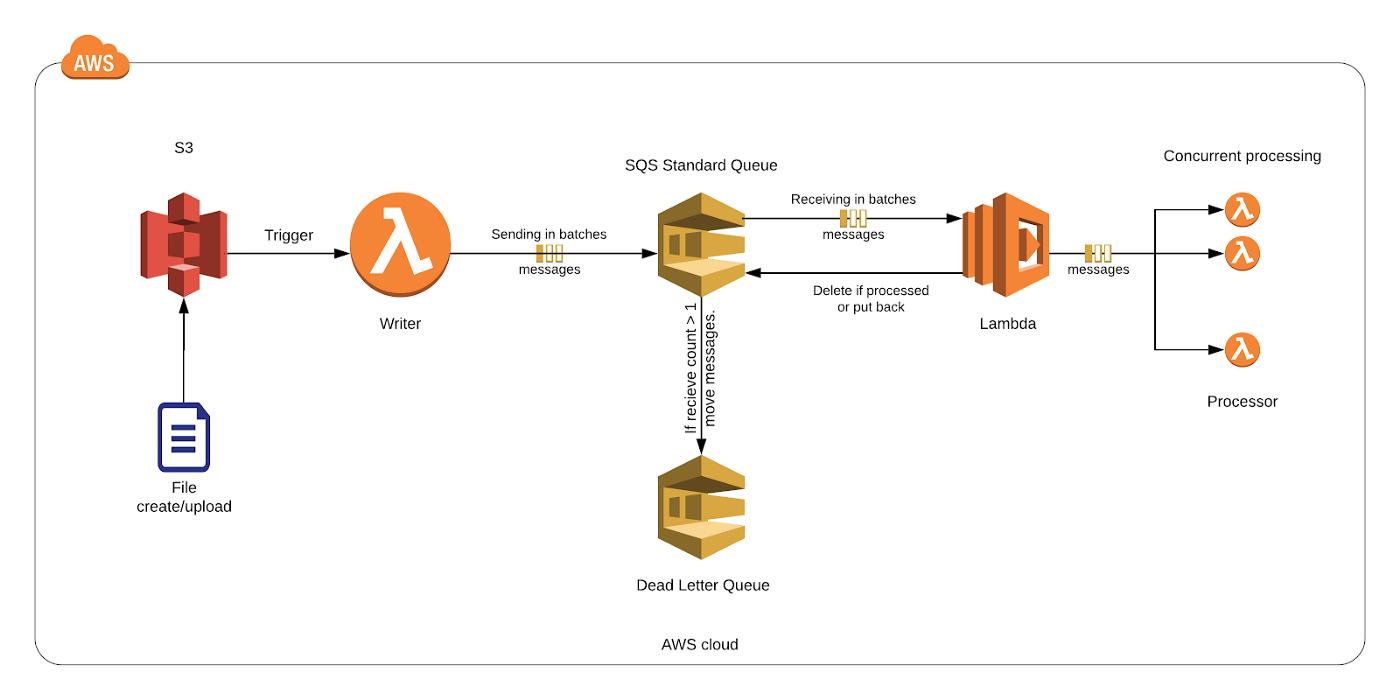 AWS
S3
SQS Standard Queue
Concurrent processing
Trigger
Sending in batches
messages
Receiving in batches
messages
messages
Delete if processed
or put back
Writer
Lambda
If recieve count > 1
move messages.
Processor
File
create/upload
Dead Letter Queue
AWS cloud